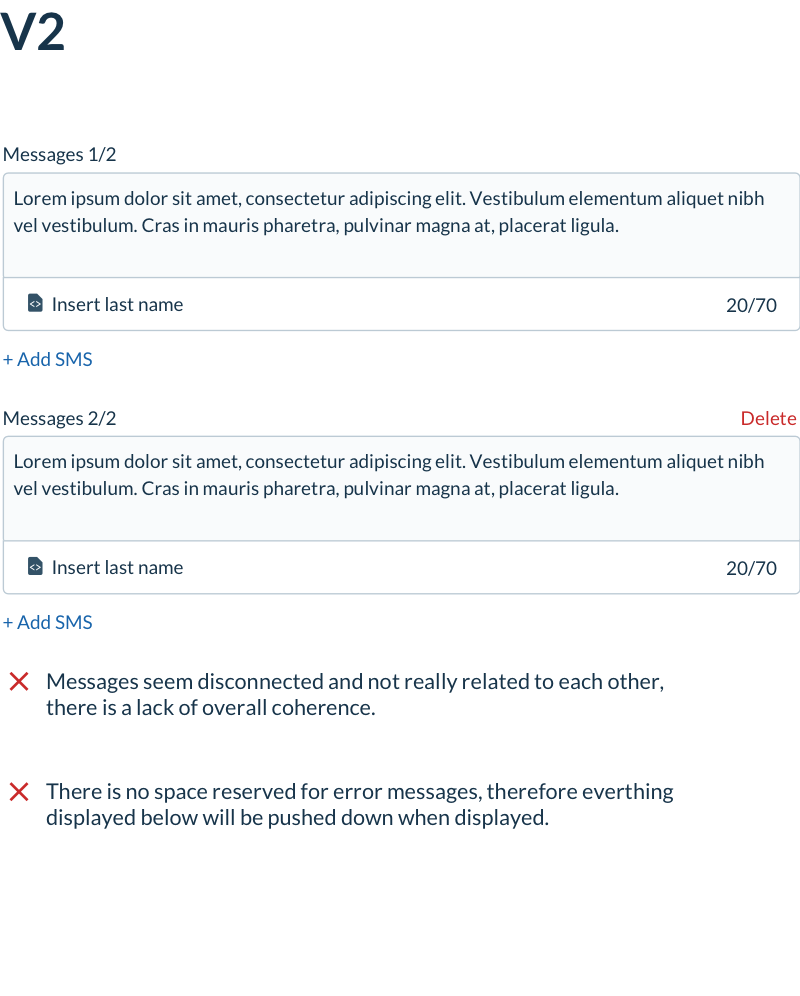 V2
Messages 1/2
Lorem ipsum dolor sit amet, consectetur adipiscing elit. Vestibulum elementum aliquet nibh
vel vestibulum. Cras in mauris pharetra, pulvinar magna at, placerat ligula.
<> Insert last name 20/70
+ Add SMS
Messages 2/2 Delete
Lorem ipsum dolor sit amet, consectetur adipiscing elit. Vestibulum elementum aliquet nibh
vel vestibulum. Cras in mauris pharetra, pulvinar magna at, placerat ligula.
<> Insert last name 20/70
+ Add SMS
Messages seem disconnected and not really related to each other,
there is a lack of overall coherence.
There is no space reserved for error messages, therefore everthing
displayed below will be pushed down when displayed.